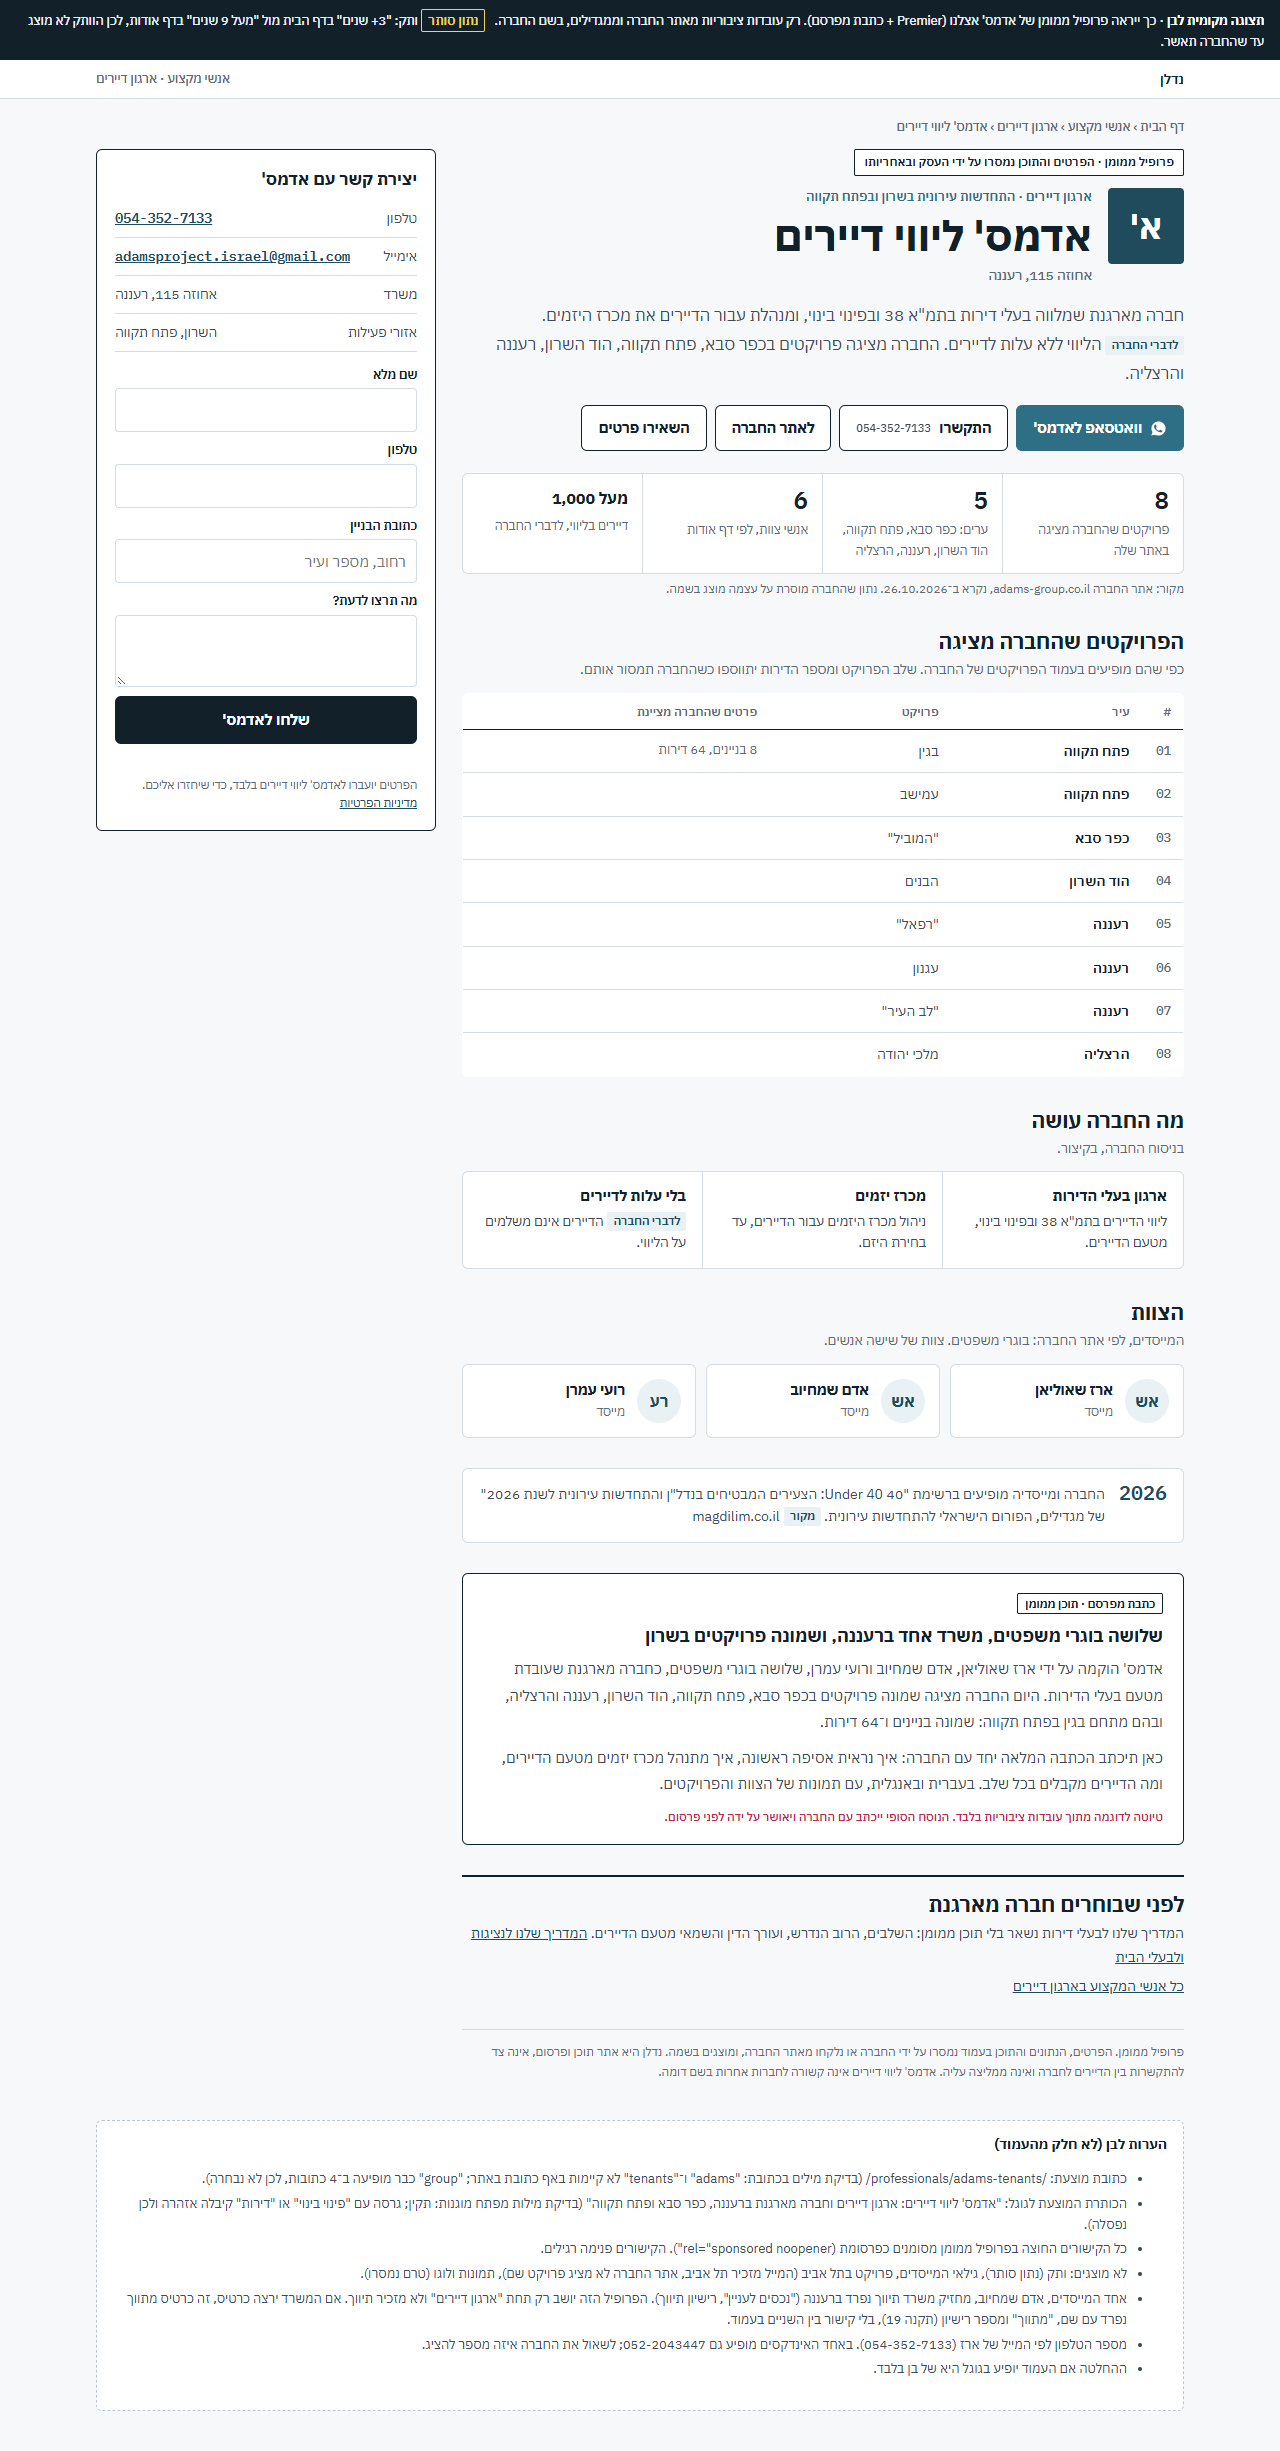 תצוגה מקומית לבן · כך ייראה פרופיל ממומן של אדמס' אצלנו (Premier + כתבת מפרסם). רק עובדות ציבוריות מאתר החברה וממגדילים, בשם החברה. נתון סותר ותק: "3+ שנים" בדף הבית מול "מעל 9 שנים" בדף אודות, לכן הוותק לא מוצג
עד שהחברה תאשר.
נדלן
אנשי מקצוע · ארגון דיירים
דף הבית › אנשי מקצוע › ארגון דיירים › אדמס' ליווי דיירים
פרופיל ממומן · הפרטים והתוכן נמסרו על ידי העסק ובאחריותו
א'
ארגון דיירים · התחדשות עירונית בשרון ובפתח תקווה
אדמס' ליווי דיירים
אחוזה 115, רעננה
חברה מארגנת שמלווה בעלי דירות בתמ"א 38 ובפינוי בינוי, ומנהלת עבור הדיירים את מכרז היזמים.
לדברי החברה הליווי ללא עלות לדיירים. החברה מציגה פרויקטים בכפר סבא, פתח תקווה, הוד השרון, רעננה
והרצליה.
וואטסאפ לאדמס'
התקשרו 054-352-7133
לאתר החברה
השאירו פרטים
8
פרויקטים שהחברה מציגה
באתר שלה
5
ערים: כפר סבא, פתח תקווה,
הוד השרון, רעננה, הרצליה
6
אנשי צוות, לפי דף אודות
מעל 1,000
דיירים בליווי, לדברי החברה
מקור: אתר החברה adams-group.co.il, נקרא ב־26.10.2026. נתון שהחברה מוסרת על עצמה מוצג בשמה.
הפרויקטים שהחברה מציגה
כפי שהם מופיעים בעמוד הפרויקטים של החברה. שלב הפרויקט ומספר הדירות יתווספו כשהחברה תמסור אותם.
# עיר פרויקט פרטים שהחברה מציינת
01 פתח תקווה בגין 8 בניינים, 64 דירות
02 פתח תקווה עמישב
03 כפר סבא "המוביל"
04 הוד השרון הבנים
05 רעננה "רפאל"
06 רעננה עגנון
07 רעננה "לב העיר"
08 הרצליה מלכי יהודה
מה החברה עושה
בניסוח החברה, בקיצור.
ארגון בעלי הדירות
ליווי הדיירים בתמ"א 38 ובפינוי בינוי,
מטעם הדיירים.
מכרז יזמים
ניהול מכרז היזמים עבור הדיירים, עד
בחירת היזם.
בלי עלות לדיירים
לדברי החברה הדיירים אינם משלמים
על הליווי.
הצוות
המייסדים, לפי אתר החברה: בוגרי משפטים. צוות של שישה אנשים.
אש
ארז שאוליאן
מייסד
אש
אדם שמחיוב
מייסד
רע
רועי עמרן
מייסד
2026
החברה ומייסדיה מופיעים ברשימת "40 Under 40: הצעירים המבטיחים בנדל"ן והתחדשות עירונית לשנת 2026"
של מגדילים, הפורום הישראלי להתחדשות עירונית. מקור magdilim.co.il
כתבת מפרסם · תוכן ממומן
שלושה בוגרי משפטים, משרד אחד ברעננה, ושמונה פרויקטים בשרון
אדמס' הוקמה על ידי ארז שאוליאן, אדם שמחיוב ורועי עמרן, שלושה בוגרי משפטים, כחברה מארגנת שעובדת
מטעם בעלי הדירות. היום החברה מציגה שמונה פרויקטים בכפר סבא, פתח תקווה, הוד השרון, רעננה והרצליה,
ובהם מתחם בגין בפתח תקווה: שמונה בניינים ו־64 דירות.
כאן תיכתב הכתבה המלאה יחד עם החברה: איך נראית אסיפה ראשונה, איך מתנהל מכרז יזמים מטעם הדיירים,
ומה הדיירים מקבלים בכל שלב. בעברית ובאנגלית, עם תמונות של הצוות והפרויקטים.
טיוטה לדוגמה מתוך עובדות ציבוריות בלבד. הנוסח הסופי ייכתב עם החברה ויאושר על ידה לפני פרסום.
לפני שבוחרים חברה מארגנת
המדריך שלנו לבעלי דירות נשאר בלי תוכן ממומן: השלבים, הרוב הנדרש, ועורך הדין והשמאי מטעם הדיירים. המדריך שלנו לנציגות
ולבעלי הבית
כל אנשי המקצוע בארגון דיירים
פרופיל ממומן. הפרטים, הנתונים והתוכן בעמוד נמסרו על ידי החברה או נלקחו מאתר החברה, ומוצגים בשמה. נדלן היא אתר תוכן ופרסום, אינה צד
להתקשרות בין הדיירים לחברה ואינה ממליצה עליה. אדמס' ליווי דיירים אינה קשורה לחברות אחרות בשם דומה.
יצירת קשר עם אדמס'
טלפון 054-352-7133
אימייל adamsproject.israel@gmail.com
משרד אחוזה 115, רעננה
אזורי פעילות השרון, פתח תקווה
שם מלא
טלפון
כתובת הבניין
רחוב, מספר ועיר
מה תרצו לדעת?
שלחו לאדמס'
הפרטים יועברו לאדמס' ליווי דיירים בלבד, כדי שיחזרו אליכם.
מדיניות הפרטיות
הערות לבן (לא חלק מהעמוד)
• כתובת מוצעת: /professionals/adams-tenants/ (בדיקת מילים בכתובת: "adams" ו־"tenants" לא קיימות באף כתובת באתר; "group" כבר מופיעה ב־4 כתובות, לכן לא נבחרה).
• הכותרת המוצעת לגוגל: "אדמס' ליווי דיירים: ארגון דיירים וחברה מארגנת ברעננה, כפר סבא ופתח תקווה" (בדיקת מילות מפתח מוגנות: תקין; גרסה עם "פינוי בינוי" או "דירות" קיבלה אזהרה ולכן
נפסלה).
• כל הקישורים החוצה בפרופיל ממומן מסומנים כפרסומת (rel="sponsored noopener"). הקישורים פנימה רגילים.
• לא מוצגים: ותק (נתון סותר), גילאי המייסדים, פרויקט בתל אביב (המייל מזכיר תל אביב, אתר החברה לא מציג פרויקט שם), תמונות ולוגו (טרם נמסרו).
• אחד המייסדים, אדם שמחיוב, מחזיק משרד תיווך נפרד ברעננה ("נכסים לעניין", רישיון תיווך). הפרופיל הזה יושב רק תחת "ארגון דיירים" ולא מזכיר תיווך. אם המשרד ירצה כרטיס, זה כרטיס מתווך
נפרד עם שם, "מתווך" ומספר רישיון (תקנה 19), בלי קישור בין השניים בעמוד.
• מספר הטלפון לפי המייל של ארז (054-352-7133). באחד האינדקסים מופיע גם 052-2043447; לשאול את החברה איזה מספר להציג.
• ההחלטה אם העמוד יופיע בגוגל היא של בן בלבד.